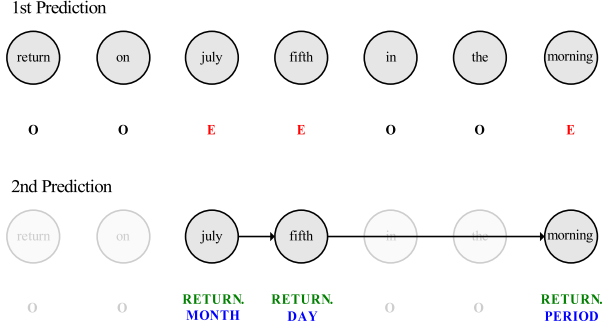 1st Prediction
return on july fifth in the morning
O O E E O O E
2nd Prediction
return on july fifth in the morning
O O RETURN. MONTH RETURN. DAY O O RETURN. PERIOD